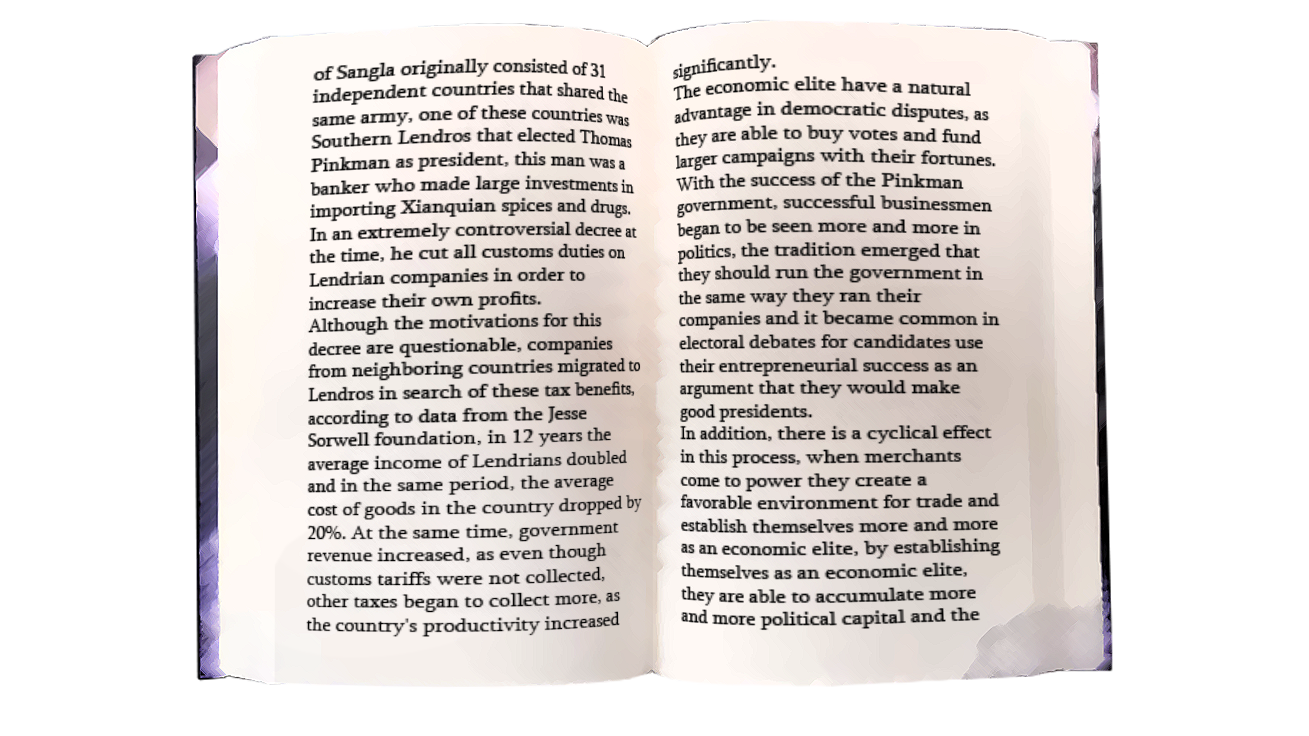 of Sangla originally consisted of 31
independent countries that shared the
same army, one of these countries was
Southern Lendros that elected Thomas
Pinkman as president, this man was a
banker who made large investments in
importing Xianquian spices and drugs.
In an extremely controversial decree at
the time, he cut all customs duties on
Lendrian companies in order to
increase their own profits.
Although the motivations for this
decree are questionable, companies
from neighboring countries migrated to
Lendros in search of these tax benefits,
according to data from the Jesse
Sorwell foundation, in 12 years the
average income of Lendrians doubled
and in the same period, the average
cost of goods in the country dropped by
20%. At the same time, government
revenue increased, as even though
customs tariffs were not collected,
other taxes began to collect more, as
the country's productivity increased
significantly.
The economic elite have a natural
advantage in democratic disputes, as
they are able to buy votes and fund
larger campaigns with their fortunes.
With the success of the Pinkman
government, successful businessmen
began to be seen more and more in
politics, the tradition emerged that
they should run the government in
the same way they ran their
companies and it became common in
electoral debates for candidates use
their entrepreneurial success as an
argument that they would make
good presidents.
In addition, there is a cyclical effect
in this process, when merchants
come to power they create a
favorable environment for trade and
establish themselves more and more
as an economic elite, by establishing
themselves as an economic elite,
they are able to accumulate more
and more political capital and the